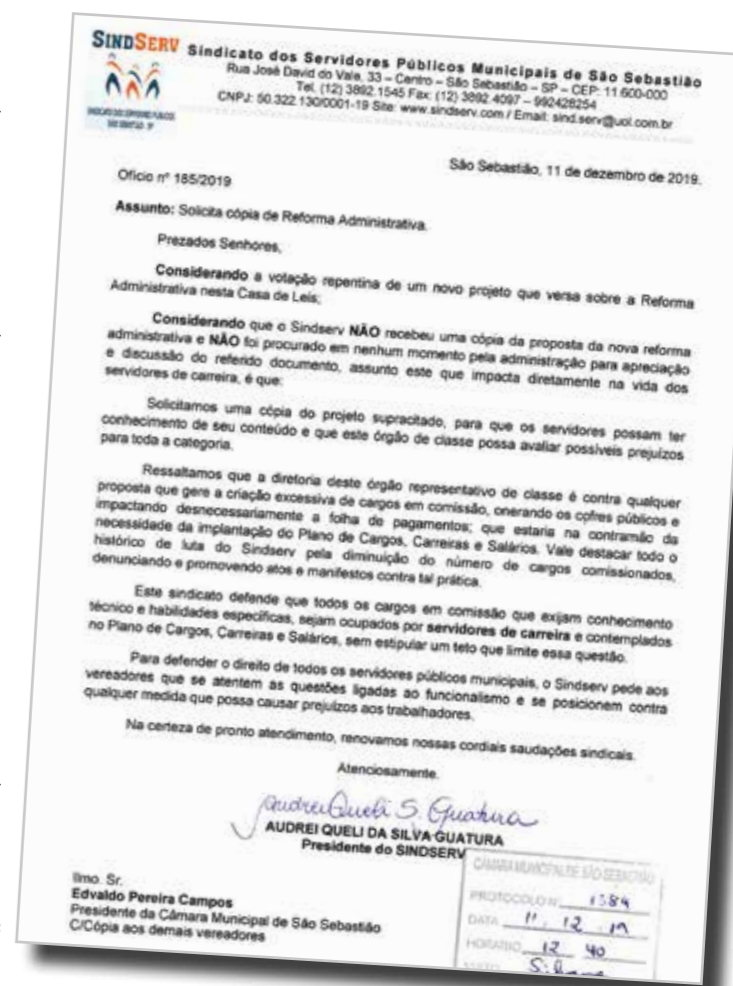 SINDSERV
SINDICATO DOS SERVIDORES PÚBLICOS
SÃO SEBASTIÃO - SP
Sindicato dos Servidores Públicos Municipais de São Sebastião
Rua José David do Vale, 33 – Centro – São Sebastião – SP – CEP: 11.600-000
Tel. (12) 3892.1545 Fax: (12) 3892.4097 – 992428254
CNPJ: 50.322.130/0001-19 Site: www.sindserv.com / Email: sind.serv@uol.com.br
São Sebastião, 11 de dezembro de 2019.
Ofício nº 185/2019
Assunto: Solicita cópia de Reforma Administrativa.
Prezados Senhores,
Considerando a votação repentina de um novo projeto que versa sobre a Reforma
Administrativa nesta Casa de Leis;
Considerando que o Sindserv NÃO recebeu uma cópia da proposta da nova reforma
administrativa e NÃO foi procurado em nenhum momento pela administração para apreciação
e discussão do referido documento, assunto este que impacta diretamente na vida dos
servidores de carreira, é que:
Solicitamos uma cópia do projeto supracitado, para que os servidores possam ter
conhecimento de seu conteúdo e que este órgão de classe possa avaliar possíveis prejuízos
para toda a categoria.
Ressaltamos que a diretoria deste órgão representativo de classe é contra qualquer
proposta que gere a criação excessiva de cargos em comissão, onerando os cofres públicos e
impactando desnecessariamente a folha de pagamentos; que estaria na contramão da
necessidade da implantação do Plano de Cargos, Carreiras e Salários. Vale destacar todo o
histórico de luta do Sindserv pela diminuição do número de cargos comissionados,
denunciando e promovendo atos e manifestos contra tal prática.
Este sindicato defende que todos os cargos em comissão que exijam conhecimento
técnico e habilidades específicas, sejam ocupados por servidores de carreira e contemplados
no Plano de Cargos, Carreiras e Salários, sem estipular um teto que limite essa questão.
Para defender o direito de todos os servidores públicos municipais, o Sindserv pede aos
vereadores que se atentem as questões ligadas ao funcionalismo e se posicionem contra
qualquer medida que possa causar prejuízos aos trabalhadores.
Na certeza de pronto atendimento, renovamos nossas cordiais saudações sindicais.
Atenciosamente.
Audrei Queli S. Guatura
AUDREI QUELI DA SILVA GUATURA
Presidente do SINDSERV
Ilmo. Sr.
Edvaldo Pereira Campos
Presidente da Câmara Municipal de São Sebastião
C/Cópia aos demais vereadores
CÂMARA MUNICIPAL DE SÃO SEBASTIÃO
PROTOCOLO Nº 1384
DATA 11 . 12 . 19
HORÁRIO 12 40